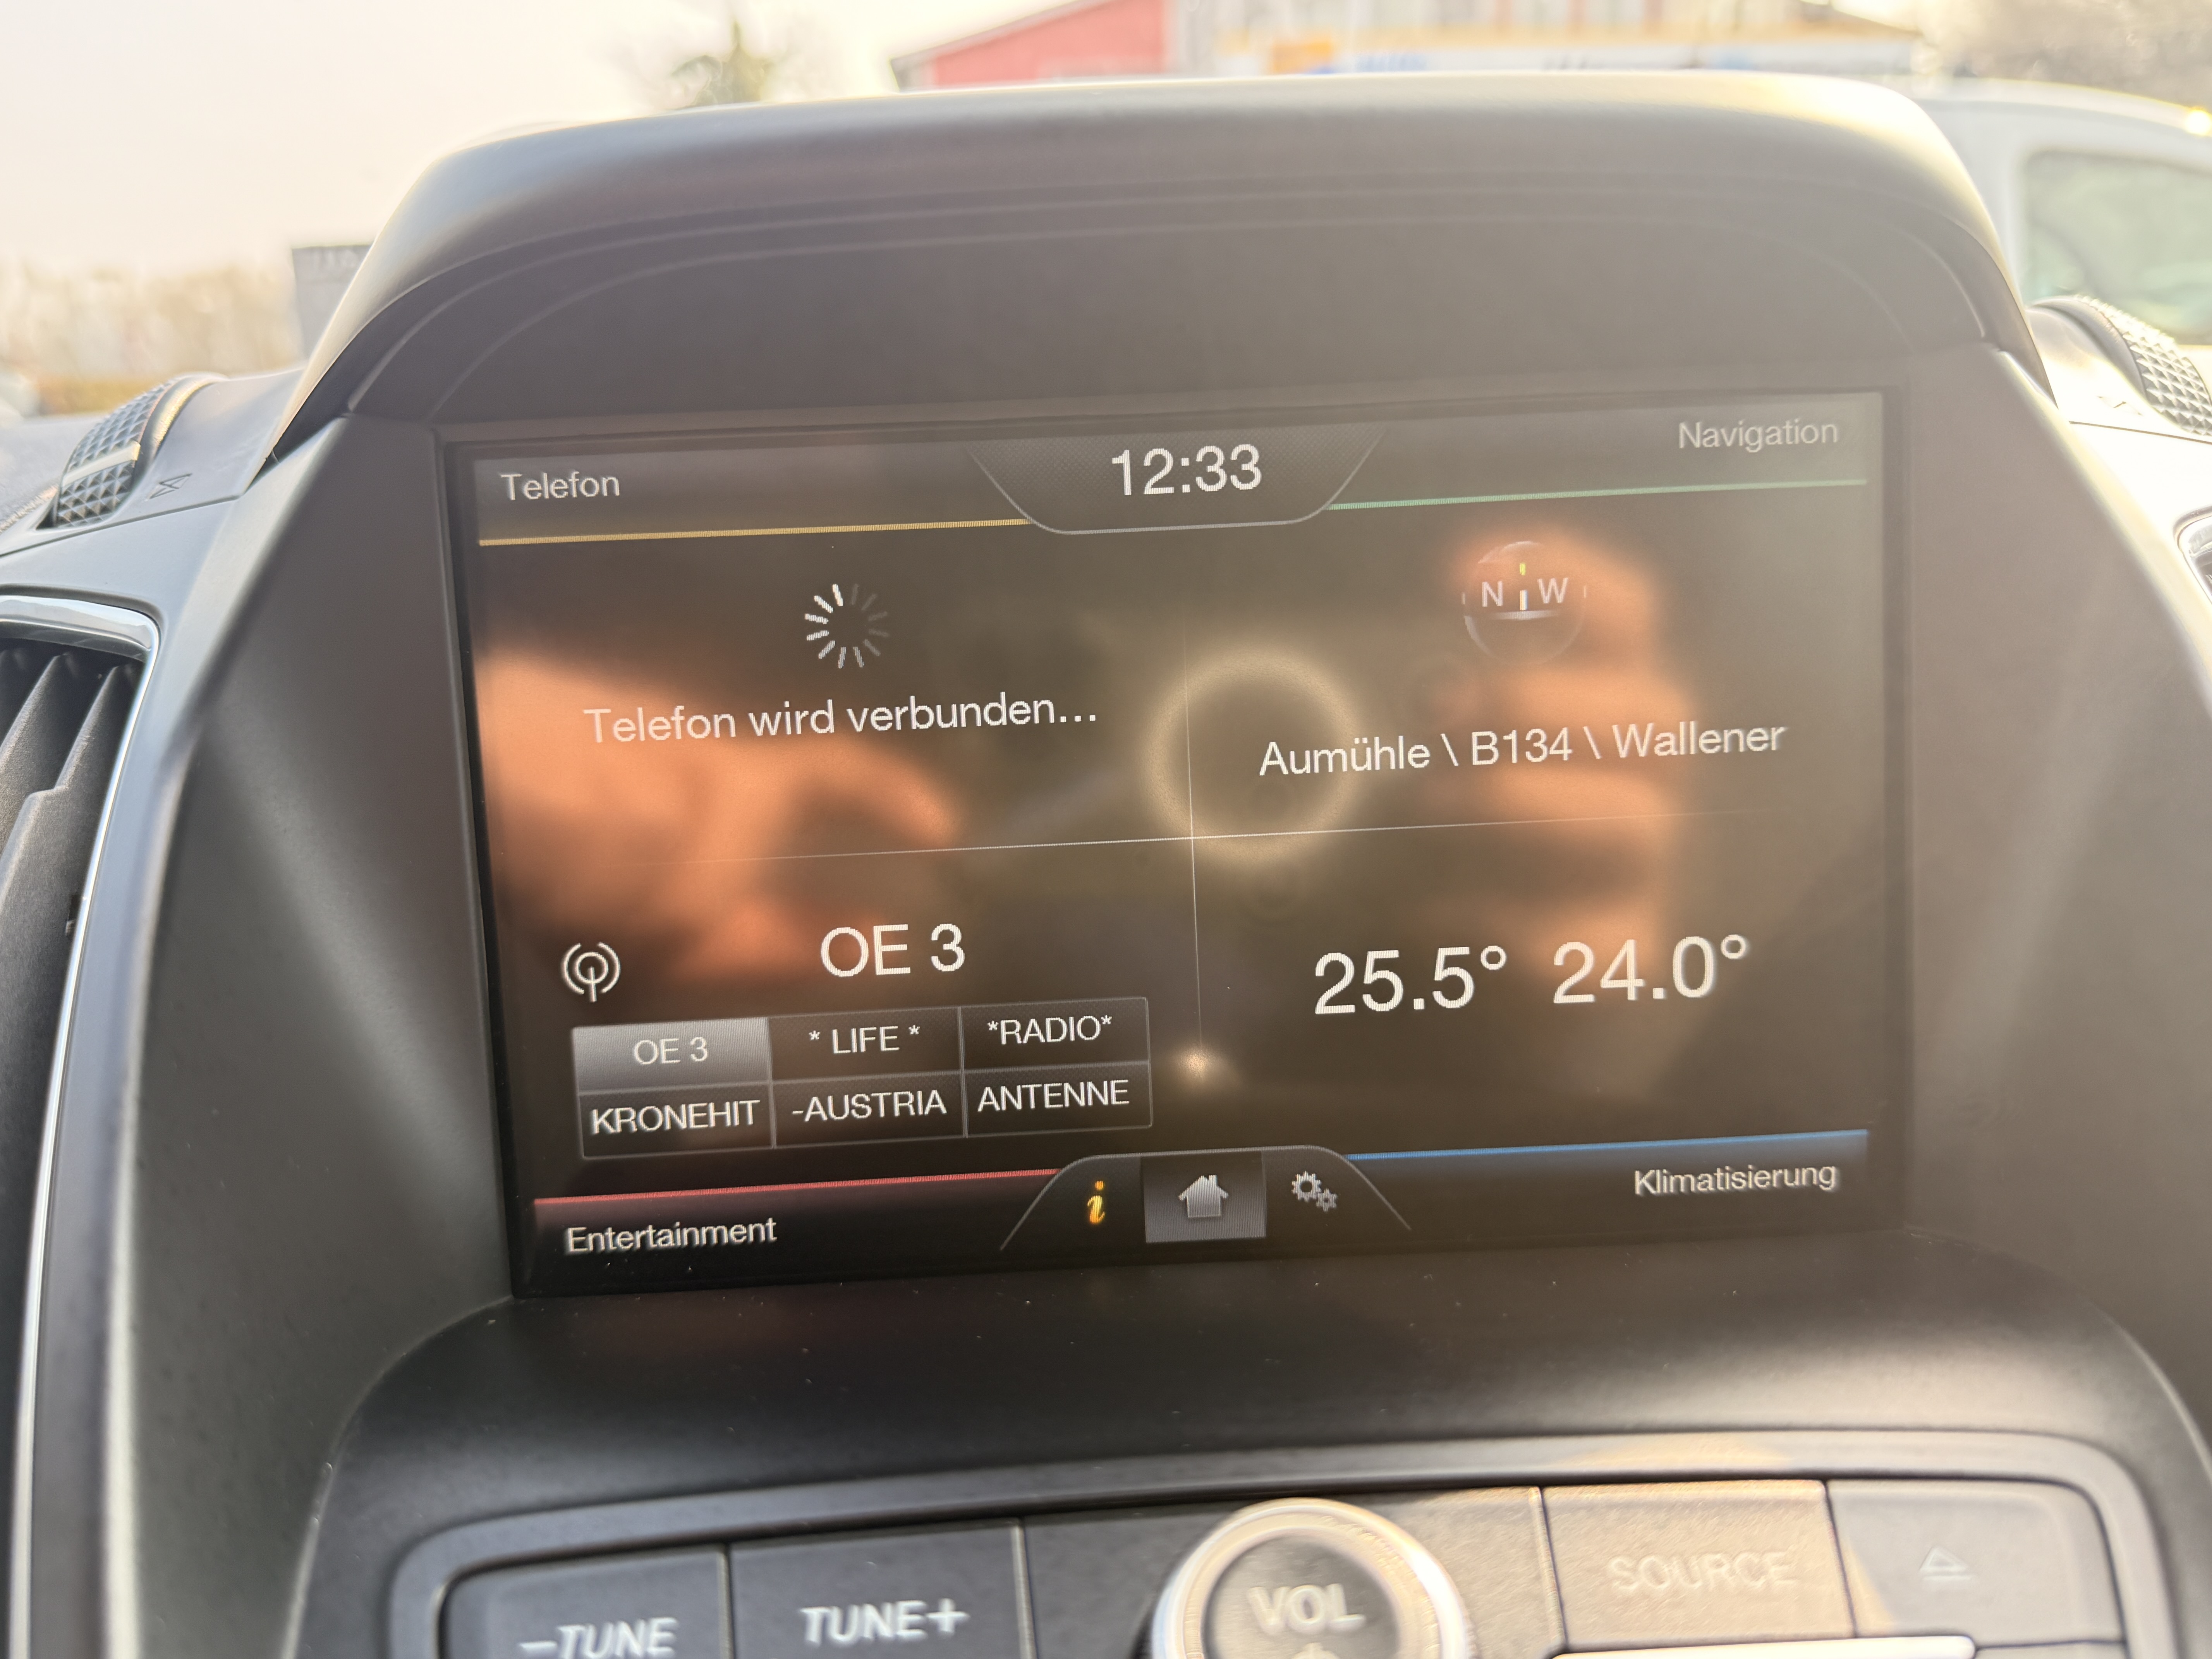 Telefon
12:33
Navigation
N W
Telefon wird verbunden...
Aumühle \ B134 \ Wallener
OE 3
25.5° 24.0°
OE 3 * LIFE * *RADIO*
KRONEHIT -AUSTRIA ANTENNE
i
Entertainment
Klimatisierung
–TUNE TUNE+ VOL SOURCE